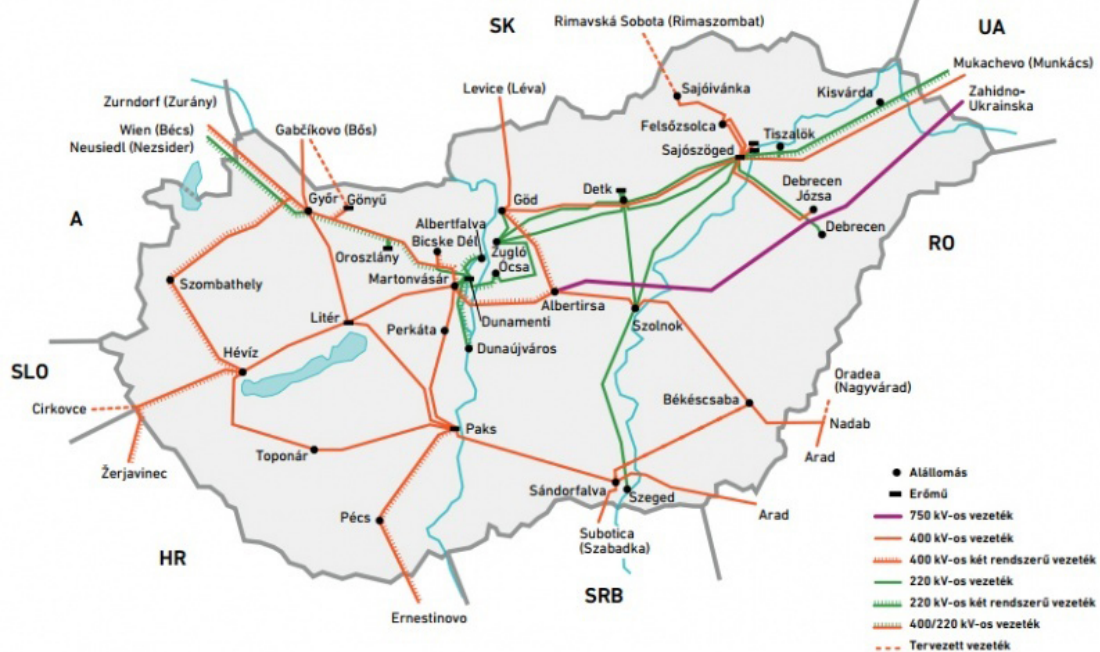 SK
Rimavská Sobota (Rimaszombat)
UA
Mukachevo (Munkács)
Zahidno-
Ukrainska
Zurndorf (Zurány)
Wien (Bécs)
Neusiedl (Nezsider)
Gabčíkovo (Bős)
Levice (Léva)
Sajóivánka
Kisvárda
Felsőzsolca
Tiszalök
Sajószöged
Detk
Debrecen
Józsa
Debrecen
A
Győr
Gönyű
Göd
Albertfalva
Bicske Dél
Zugló
Ócsa
Oroszlány
Martonvásár
RO
Szombathely
Albertirsa
Litér
Dunamenti
Perkáta
Szolnok
Hévíz
Dunaújváros
SLO
Cirkovce
Oradea
(Nagyvárad)
Békéscsaba
Nadab
Arad
Paks
Toponár
Žerjavinec
Sándorfalva
Szeged
Arad
Pécs
Subotica
(Szabadka)
HR
SRB
Ernestinovo
Alállomás
Erőmű
750 kV-os vezeték
400 kV-os vezeték
400 kV-os két rendszerű vezeték
220 kV-os vezeték
220 kV-os két rendszerű vezeték
400/220 kV-os vezeték
Tervezett vezeték